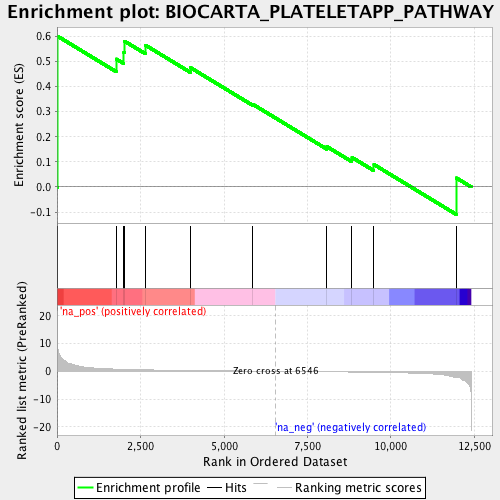 Enrichment plot: BIOCARTA_PLATELETAPP_PATHWAY
Enrichment score (ES)
0.6
0.5
0.4
0.3
0.2
0.1
0.0
-0.1
'na_pos' (positively correlated)
Ranked list metric (PreRanked)
20
10
0
-10
-20
Zero cross at 6546
'na_neg' (negatively correlated)
0
2,500
5,000
7,500
10,000
12,500
Rank in Ordered Dataset
Enrichment profile
Hits
Ranking metric scores